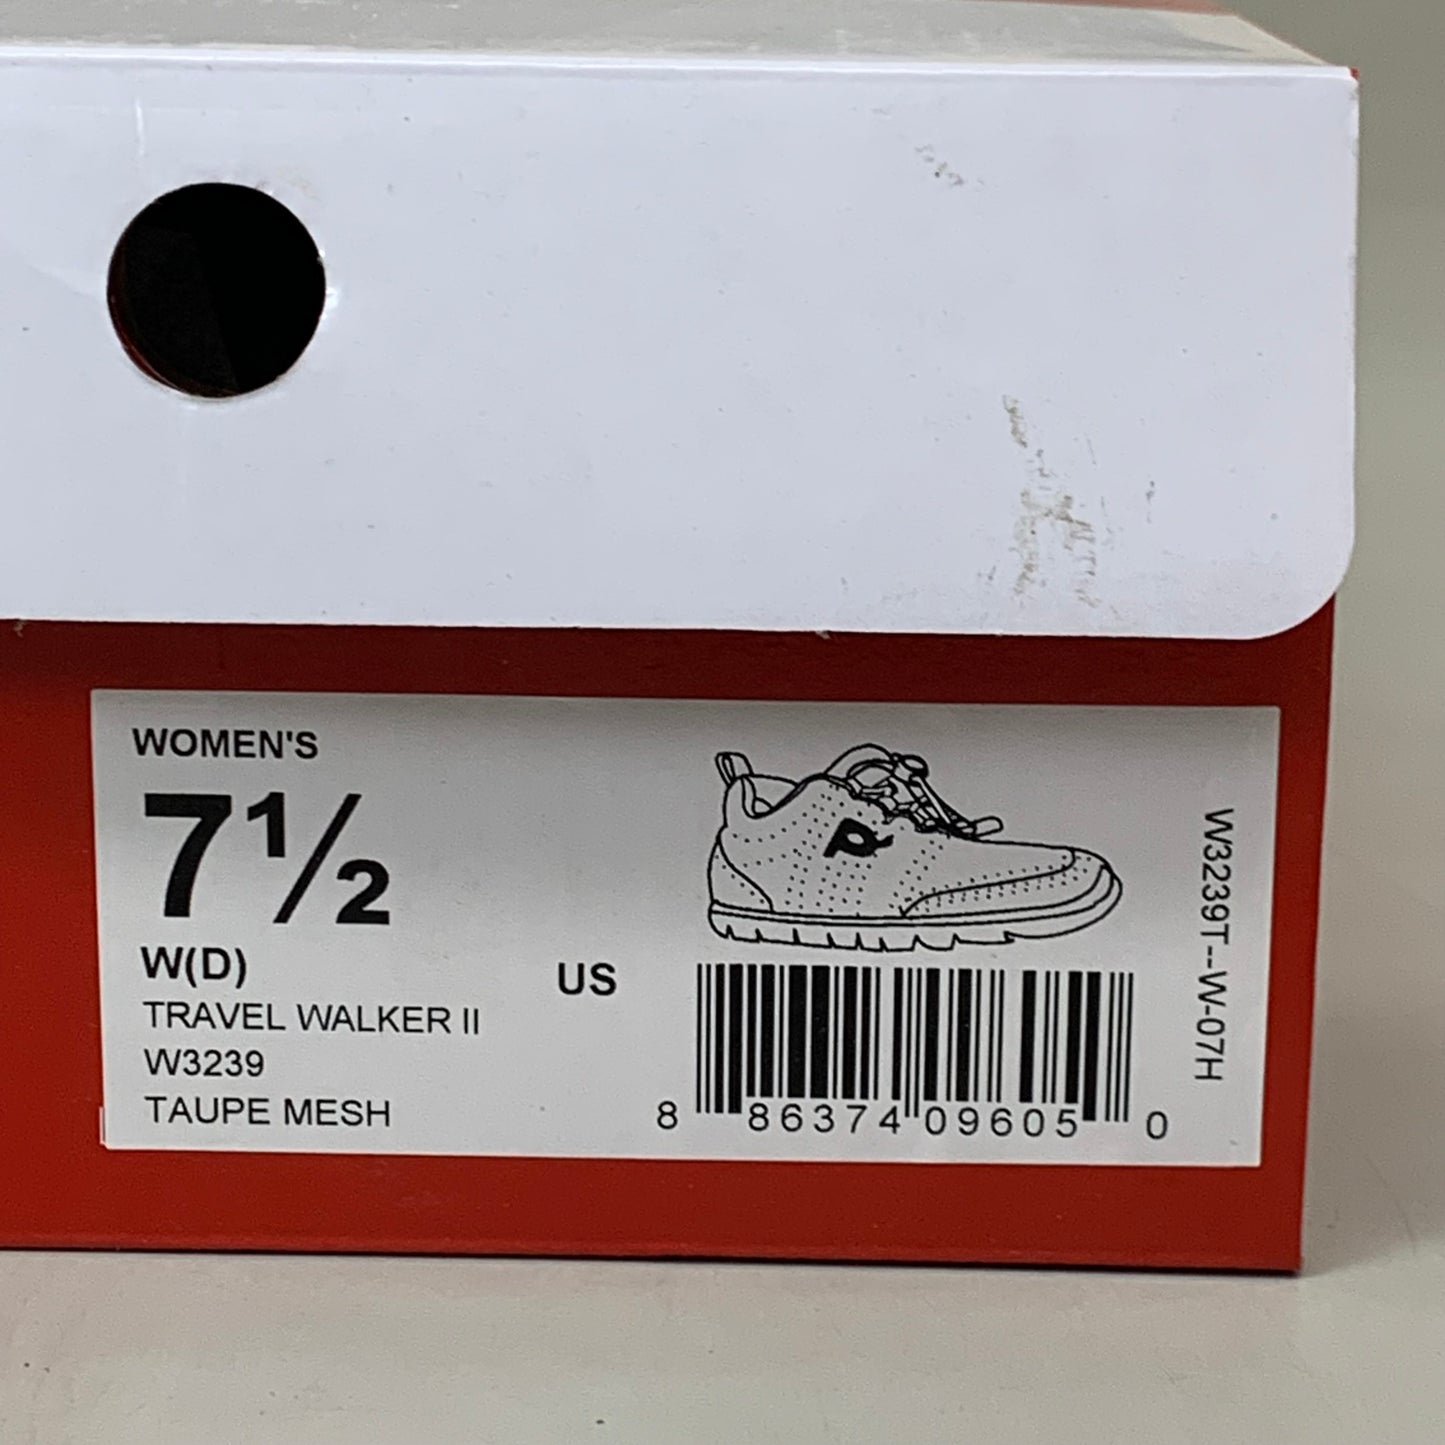 WOMEN'S
7½
W(D)
US
TRAVEL WALKER II
W3239
TAUPE MESH
8 86374 09605 0
W3239T--W-07H